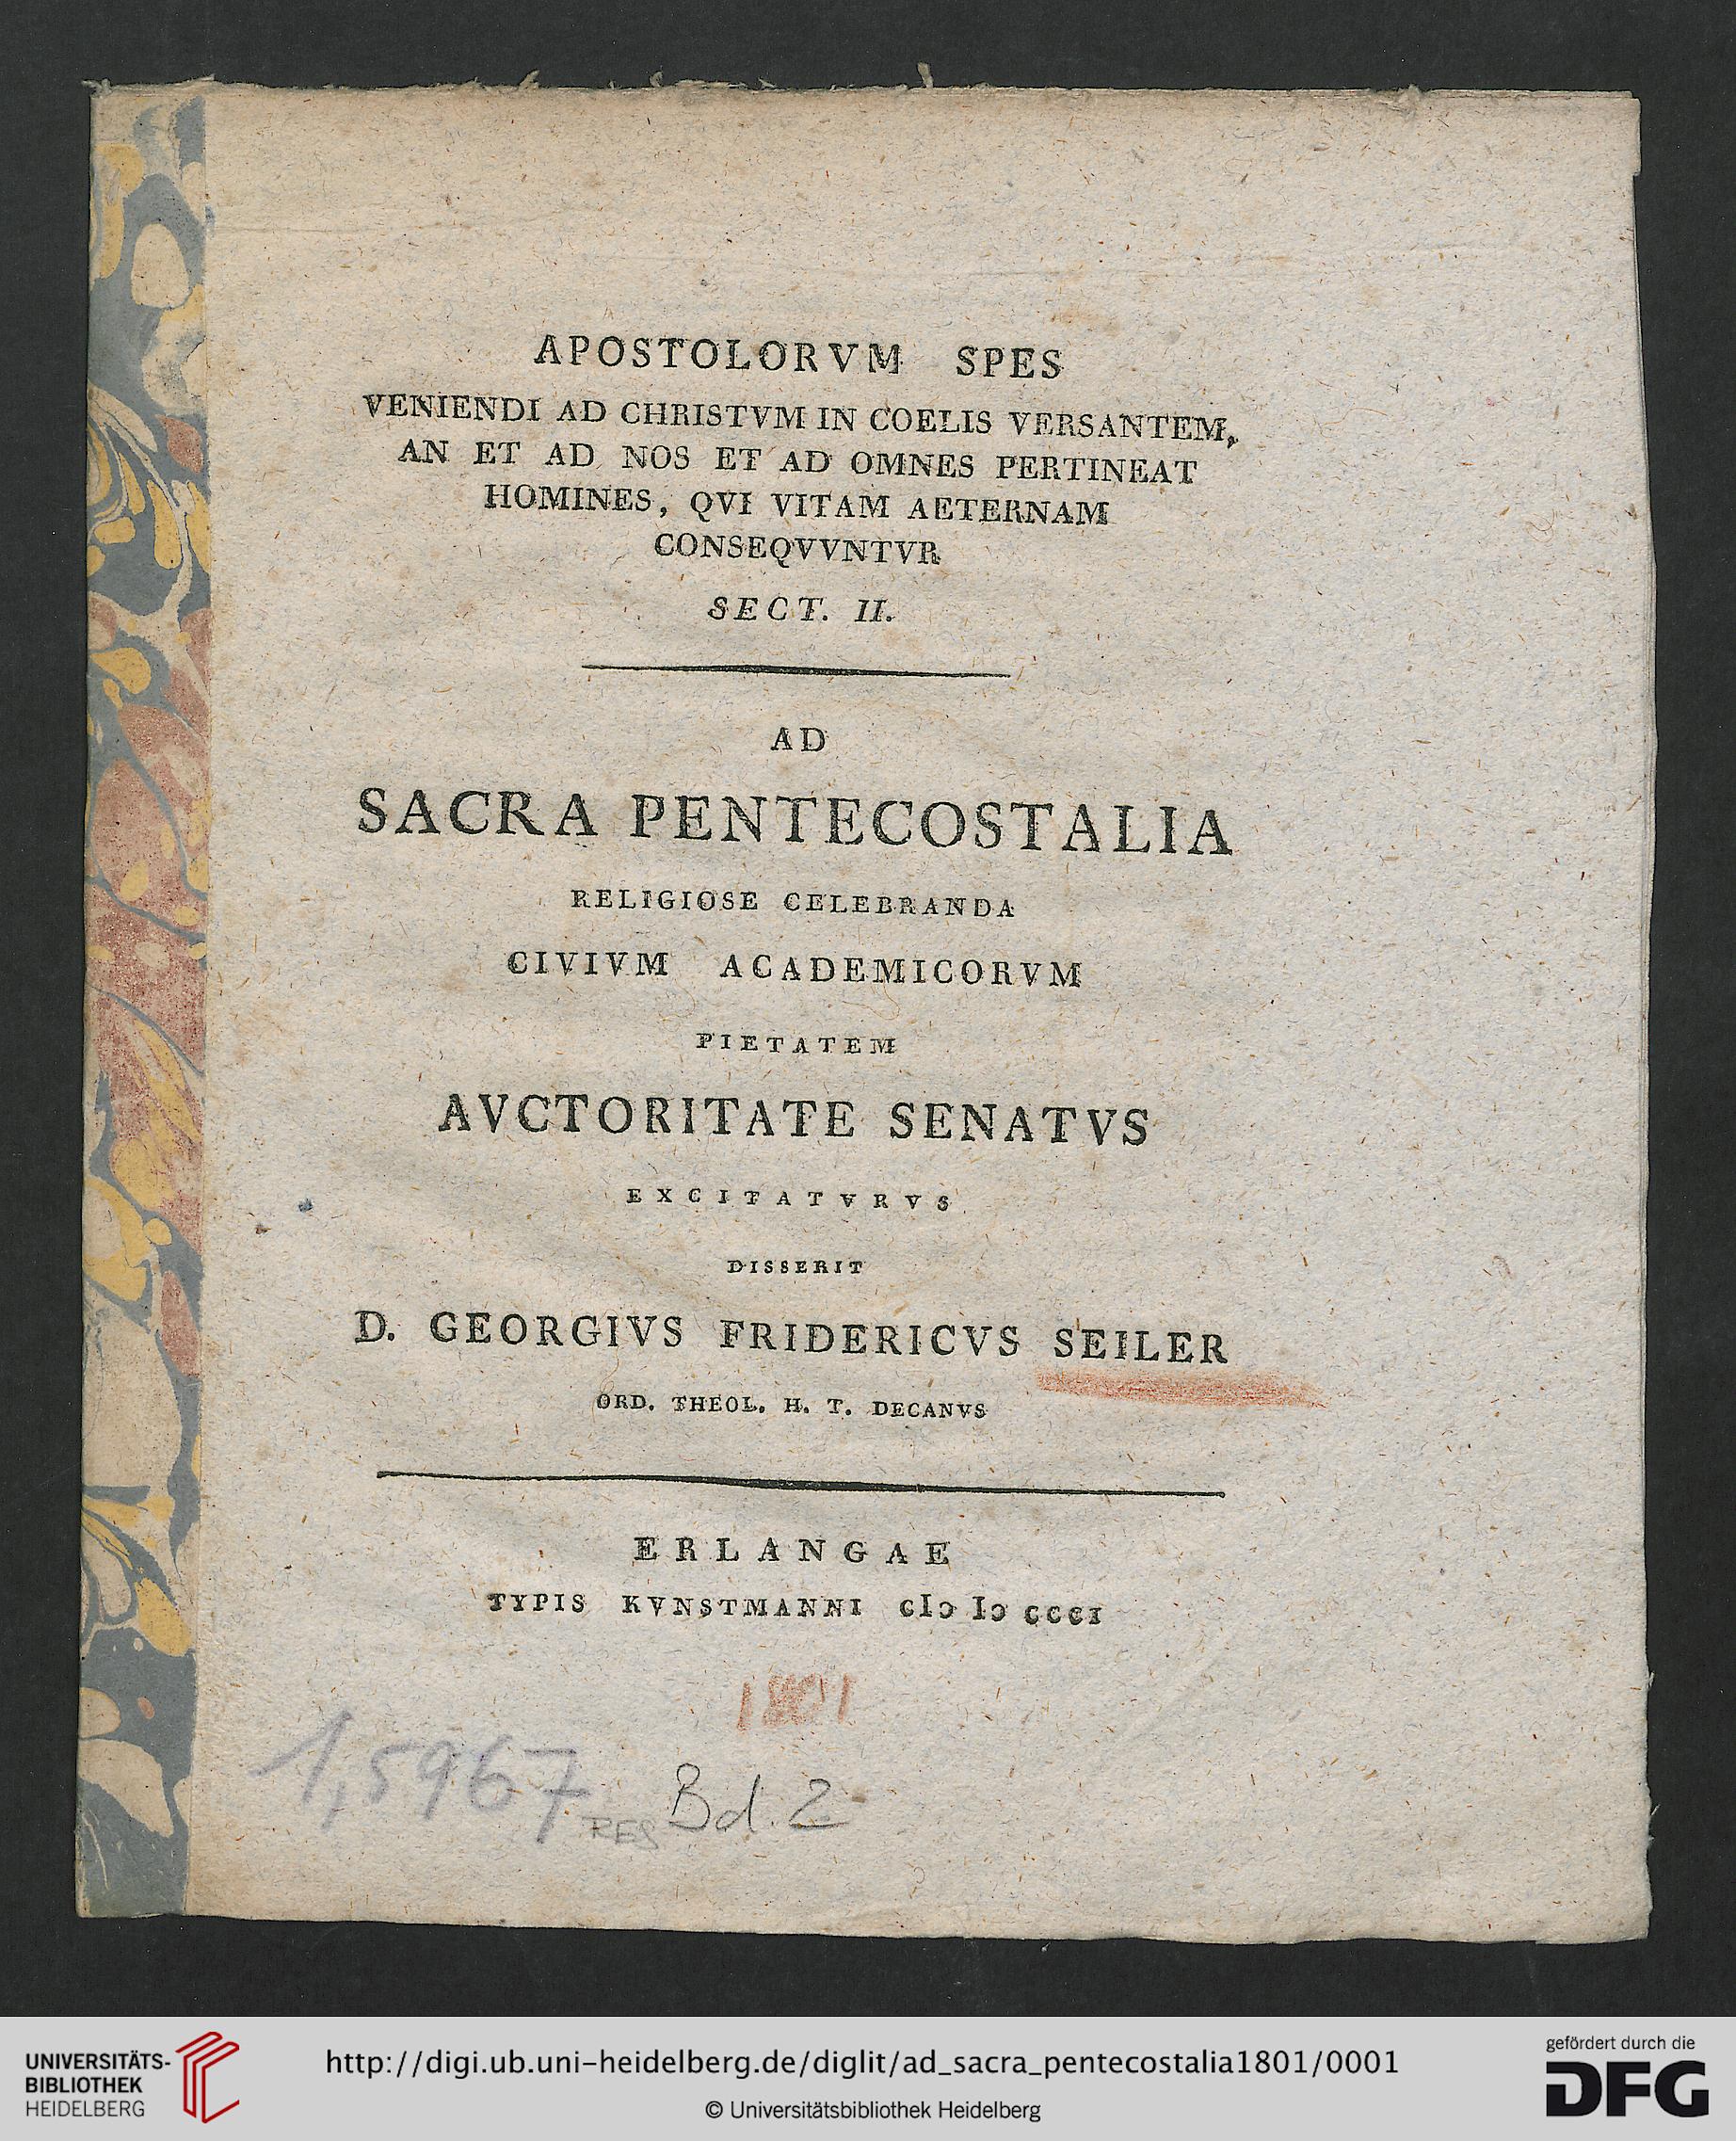 APOSTOLORVM SPES
VENIENDI AD CHRISTVM IN COELIS VERSANTEM,
AN ET AD NOS ET AD OMNES PERTINEAT
HOMINES, QVI VITAM AETERNAM
CONSEQVVNTVR
SECT. II.
AD
SACRA PENTECOSTALIA
RELIGIOSE CELEBRANDA
CIVIVM ACADEMICORVM
PIETATEM
AVCTORITATE SENATVS
EXCITATVRVS
DISSERIT
D. GEORGIVS FRIDERICVS SEILER
ORD. THEOL. H. T. DECANVS
ERLANGAE
TYPIS KVNSTMANNI cIↄ Iↄ cccI
1801
1,5967 RES Bd. 2
UNIVERSITÄTS-
BIBLIOTHEK
HEIDELBERG
http://digi.ub.uni-heidelberg.de/diglit/ad_sacra_pentecostalia1801/0001
© Universitätsbibliothek Heidelberg
gefördert durch die
DFG